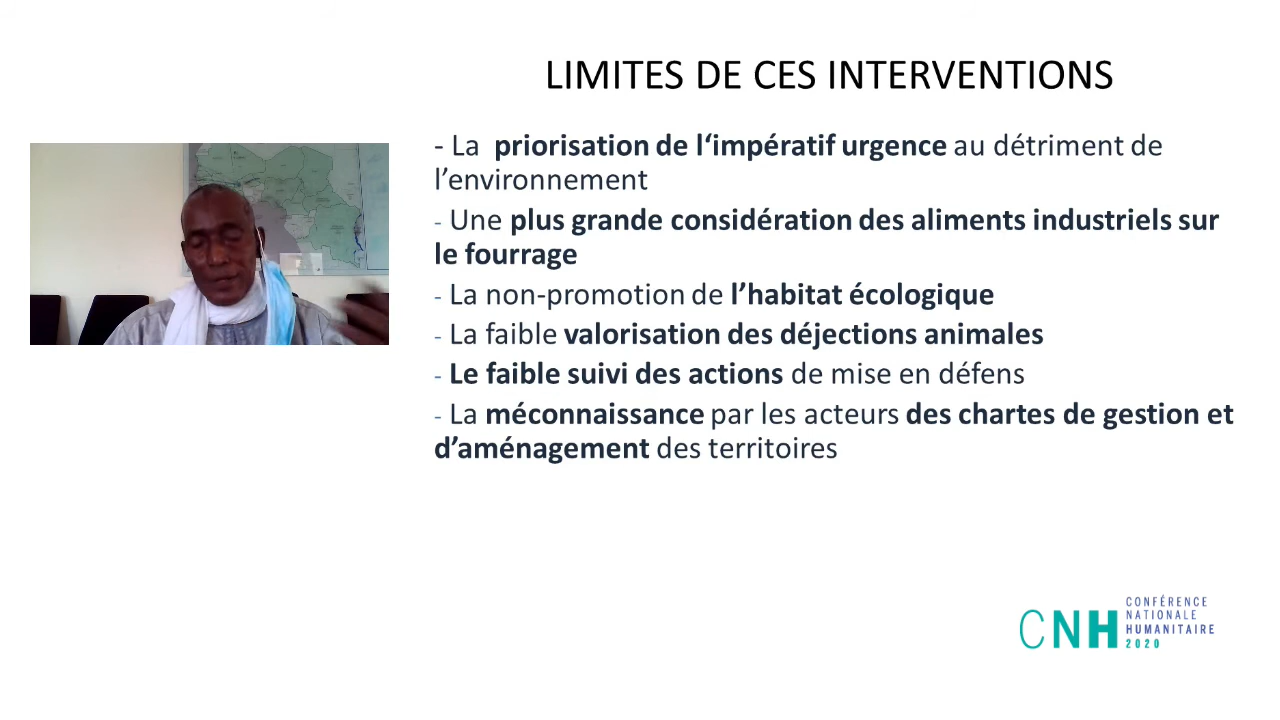 LIMITES DE CES INTERVENTIONS
- La  priorisation de l‘impératif urgence au détriment de
l’environnement
- Une plus grande considération des aliments industriels sur
le fourrage
- La non-promotion de l’habitat écologique
- La faible valorisation des déjections animales
- Le faible suivi des actions de mise en défens
- La méconnaissance par les acteurs des chartes de gestion et
d’aménagement des territoires
CNH
CONFÉRENCE
NATIONALE
HUMANITAIRE
2020